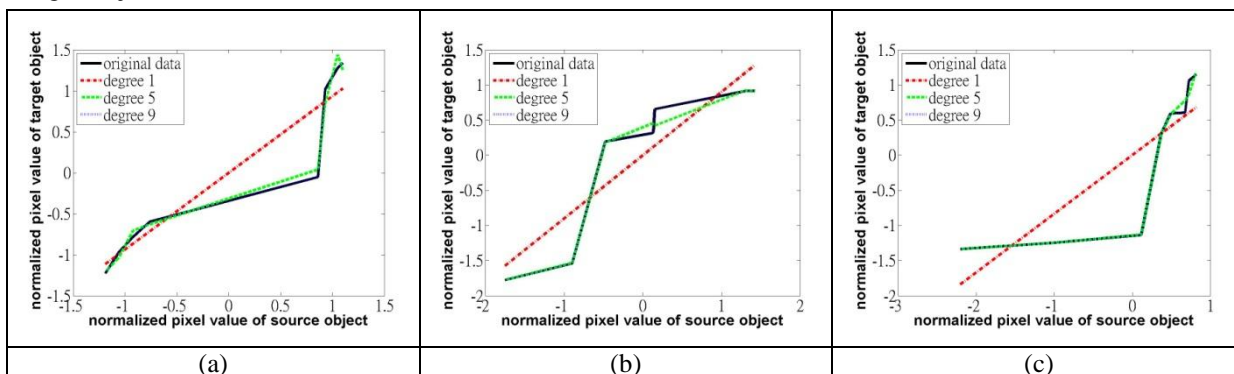 1.5
1
0.5
0
-0.5
-1
-1.5
-1.5
-1
-0.5
0
0.5
1
1.5
original data
degree 1
degree 5
degree 9
normalized pixel value of target object
normalized pixel value of source object
1.5
1
0.5
0
-0.5
-1
-1.5
-2
-2
-1
0
1
2
original data
degree 1
degree 5
degree 9
normalized pixel value of target object
normalized pixel value of source object
1.5
1
0.5
0
-0.5
-1
-1.5
-2
-3
-2
-1
0
1
original data
degree 1
degree 5
degree 9
normalized pixel value of target object
normalized pixel value of source object
(a)
(b)
(c)